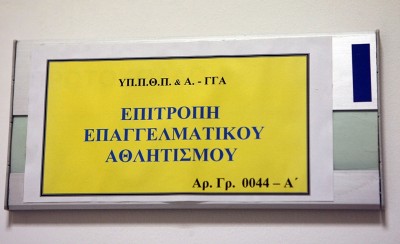 ΥΠ.Π.Θ.Π. & Α. - ΓΓΑ
ΕΠΙΤΡΟΠΗ
ΕΠΑΓΓΕΛΜΑΤΙΚΟΥ
ΑΘΛΗΤΙΣΜΟΥ
Αρ. Γρ. 0044 – Α΄